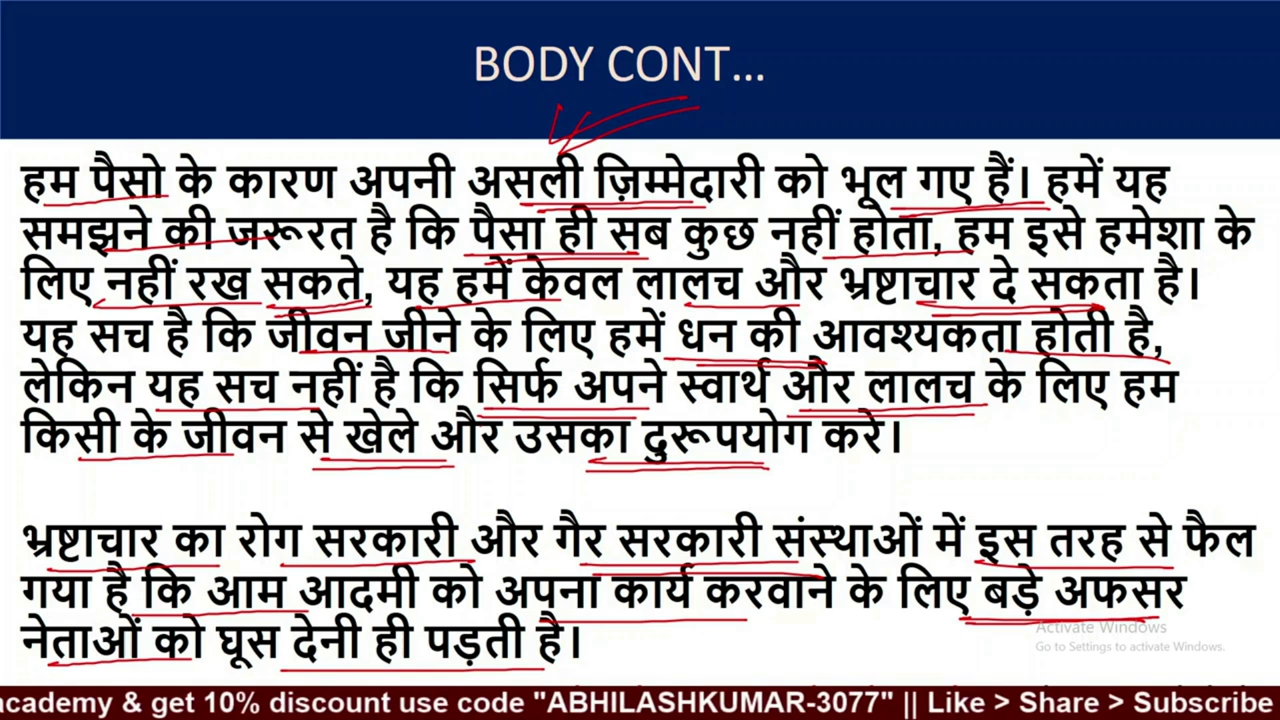 BODY CONT...
हम पैसो के कारण अपनी असली ज़िम्मेदारी को भूल गए हैं। हमें यह
समझने की जरूरत है कि पैसा ही सब कुछ नहीं होता, हम इसे हमेशा के
लिए नहीं रख सकते, यह हमें केवल लालच और भ्रष्टाचार दे सकता है।
यह सच है कि जीवन जीने के लिए हमें धन की आवश्यकता होती है,
लेकिन यह सच नहीं है कि सिर्फ अपने स्वार्थ और लालच के लिए हम
किसी के जीवन से खेले और उसका दुरूपयोग करे।
भ्रष्टाचार का रोग सरकारी और गैर सरकारी संस्थाओं में इस तरह से फैल
गया है कि आम आदमी को अपना कार्य करवाने के लिए बड़े अफसर
नेताओं को घूस देनी ही पड़ती है।
Activate Windows
Go to Settings to activate Windows.
academy & get 10% discount use code "ABHILASHKUMAR-3077" || Like > Share > Subscribe